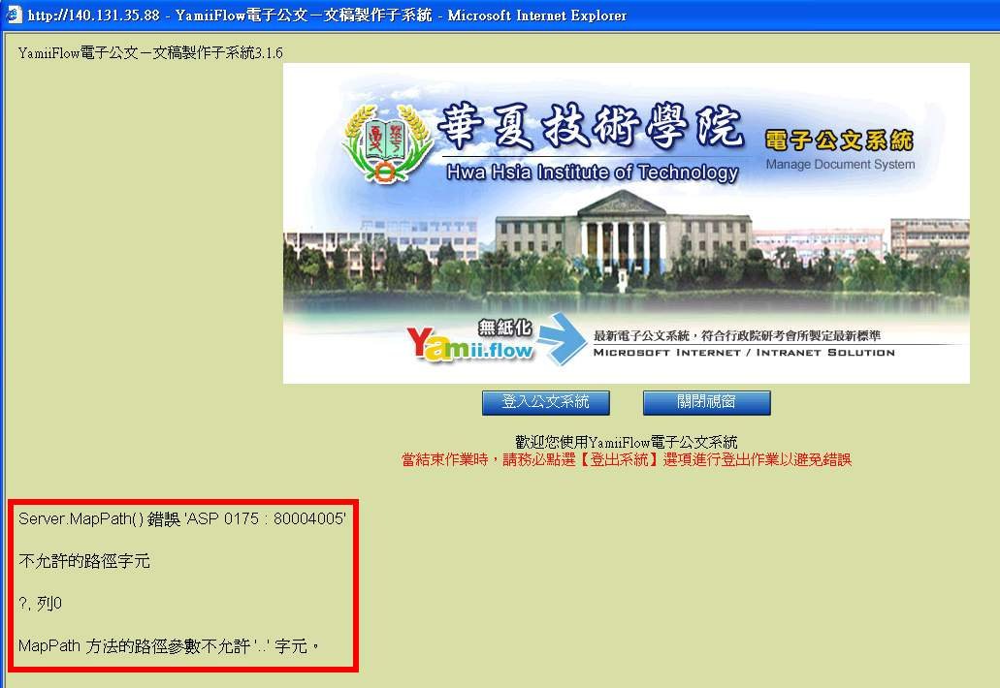 http://140.131.35.88 - YamiiFlow電子公文－文稿製作子系統 - Microsoft Internet Explorer
YamiiFlow電子公文－文稿製作子系統3.1.6
華夏技術學院
電子公文系統
Hwa Hsia Institute of Technology
Manage Document System
無紙化
Yamii.flow
最新電子公文系統，符合行政院研考會所製定最新標準
MICROSOFT INTERNET / INTRANET SOLUTION
登入公文系統
關閉視窗
歡迎您使用YamiiFlow電子公文系統
當結束作業時，請務必點選【登出系統】選項進行登出作業以避免錯誤
Server.MapPath() 錯誤 'ASP 0175 : 80004005'
不允許的路徑字元
?, 列0
MapPath 方法的路徑參數不允許 '..' 字元。